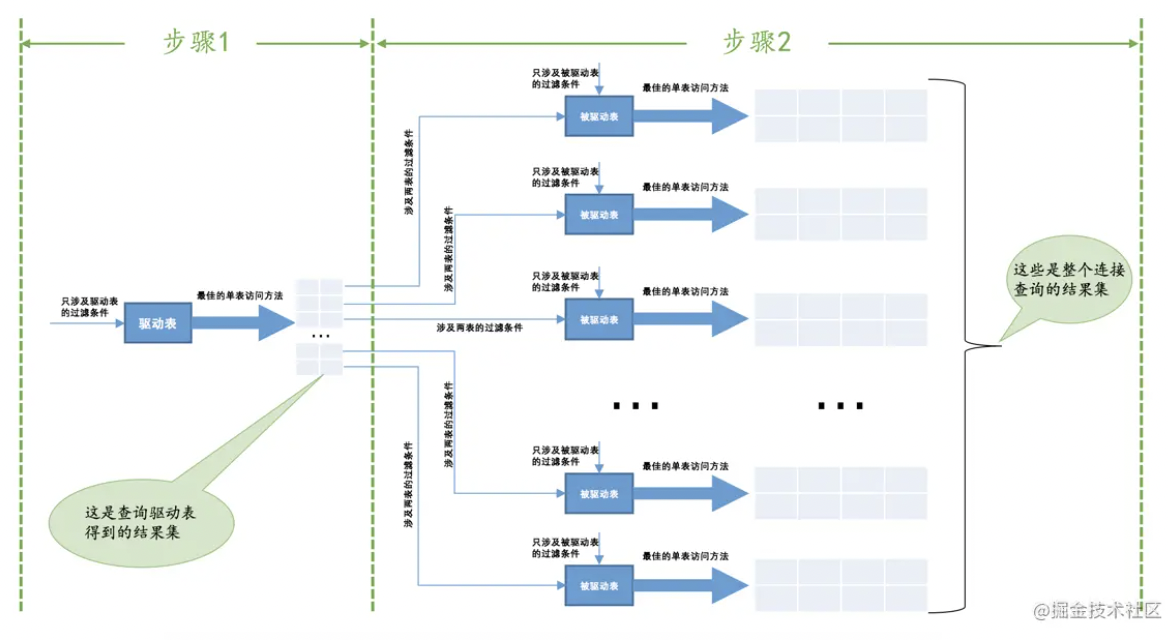 步骤1
步骤2
只涉及驱动表
的过滤条件
驱动表
最佳的单表访问方法
...
这是查询驱动表
得到的结果集
涉及两表的过滤条件
涉及两表的过滤条件
涉及两表的过滤条件
涉及两表的过滤条件
涉及两表的过滤条件
只涉及被驱动表
的过滤条件
被驱动表
最佳的单表访问方法
只涉及被驱动表
的过滤条件
被驱动表
最佳的单表访问方法
只涉及被驱动表
的过滤条件
被驱动表
最佳的单表访问方法
... ...
只涉及被驱动表
的过滤条件
被驱动表
最佳的单表访问方法
只涉及被驱动表
的过滤条件
被驱动表
最佳的单表访问方法
这些是整个连接
查询的结果集
@掘金技术社区